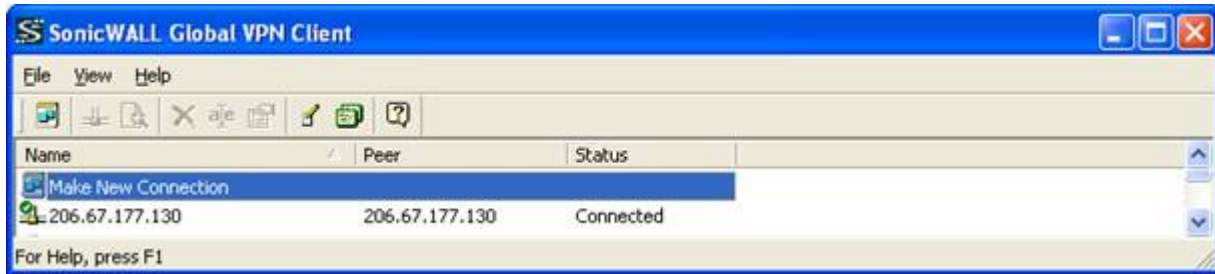 SonicWALL Global VPN Client
File View Help
Name Peer Status
Make New Connection
206.67.177.130 206.67.177.130 Connected
For Help, press F1